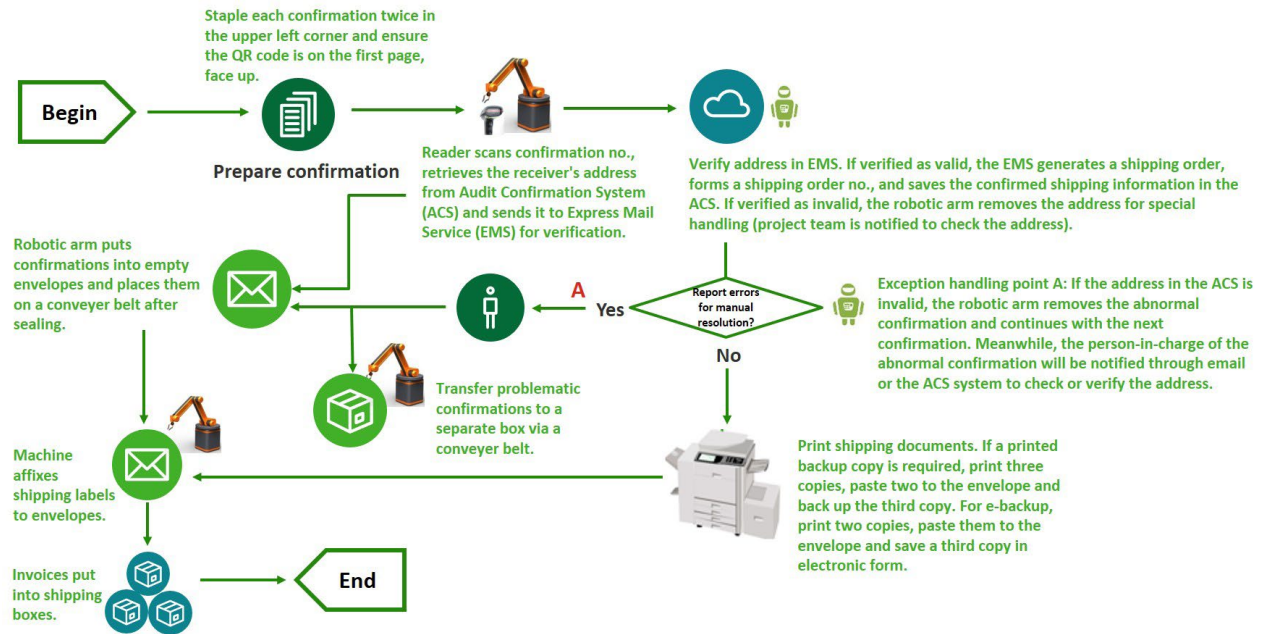 Staple each confirmation twice in
the upper left corner and ensure
the QR code is on the first page,
face up.
Begin
Prepare confirmation
Reader scans confirmation no.,
retrieves the receiver's address
from Audit Confirmation System
(ACS) and sends it to Express Mail
Service (EMS) for verification.
Verify address in EMS. If verified as valid, the EMS generates a shipping order,
forms a shipping order no., and saves the confirmed shipping information in the
ACS. If verified as invalid, the robotic arm removes the address for special
handling (project team is notified to check the address).
Robotic arm puts
confirmations into empty
envelopes and places them
on a conveyer belt after
sealing.
A
Yes
Report errors
for manual
resolution?
No
Exception handling point A: If the address in the ACS is
invalid, the robotic arm removes the abnormal
confirmation and continues with the next
confirmation. Meanwhile, the person-in-charge of the
abnormal confirmation will be notified through email
or the ACS system to check or verify the address.
Transfer problematic
confirmations to a
separate box via a
conveyer belt.
Machine
affixes
shipping labels
to envelopes.
Print shipping documents. If a printed
backup copy is required, print three
copies, paste two to the envelope and
back up the third copy. For e-backup,
print two copies, paste them to the
envelope and save a third copy in
electronic form.
Invoices put
into shipping
boxes.
End